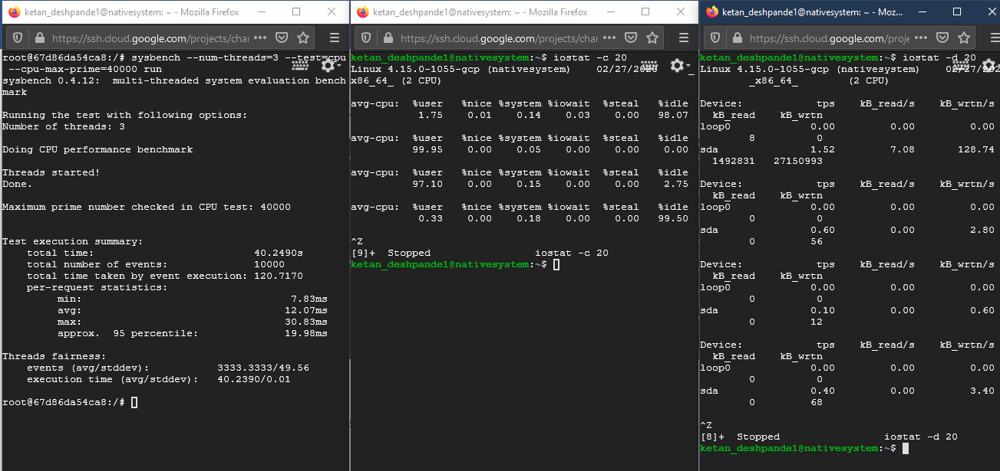 ketan_deshpande1@nativesystem: ~ - Mozilla Firefox
https://ssh.cloud.google.com/projects/char
root@67d86da54ca8:/# sysbench --num-threads=3 --test=cpu
--cpu-max-prime=40000 run
sysbench 0.4.12:  multi-threaded system evaluation bench
mark
Running the test with following options:
Number of threads: 3
Doing CPU performance benchmark
Threads started!
Done.
Maximum prime number checked in CPU test: 40000
Test execution summary:
total time: 40.2490s
total number of events: 10000
total time taken by event execution: 120.7170
per-request statistics:
min: 7.83ms
avg: 12.07ms
max: 30.83ms
approx.  95 percentile: 19.98ms
Threads fairness:
events (avg/stddev): 3333.3333/49.56
execution time (avg/stddev): 40.2390/0.01
root@67d86da54ca8:/#
ketan_deshpande1@nativesystem: ~ - Mozilla Firefox
https://ssh.cloud.google.com/projects/char
ketan_deshpande1@nativesystem:~$ iostat -c 20
Linux 4.15.0-1055-gcp (nativesystem) 02/27/2020 _
x86_64_ (2 CPU)
avg-cpu: %user %nice %system %iowait %steal %idle
1.75 0.01 0.14 0.03 0.00 98.07
avg-cpu: %user %nice %system %iowait %steal %idle
99.95 0.00 0.05 0.00 0.00 0.00
avg-cpu: %user %nice %system %iowait %steal %idle
97.10 0.00 0.15 0.00 0.00 2.75
avg-cpu: %user %nice %system %iowait %steal %idle
0.33 0.00 0.18 0.00 0.00 99.50
^Z
[9]+  Stopped iostat -c 20
ketan_deshpande1@nativesystem:~$
ketan_deshpande1@nativesystem: ~ - Moz...
https://ssh.cloud.google.com/proje
ketan_deshpande1@nativesystem:~$ iostat -d 20
Linux 4.15.0-1055-gcp (nativesystem) 02/27/202
_x86_64_ (2 CPU)
Device: tps kB_read/s kB_wrtn/s
kB_read kB_wrtn
loop0 0.00 0.00 0.00
8 0
sda 1.52 7.08 128.74
1492831 27150993
Device: tps kB_read/s kB_wrtn/s
kB_read kB_wrtn
loop0 0.00 0.00 0.00
0 0
sda 0.60 0.00 2.80
0 56
Device: tps kB_read/s kB_wrtn/s
kB_read kB_wrtn
loop0 0.00 0.00 0.00
0 0
sda 0.10 0.00 0.60
0 12
Device: tps kB_read/s kB_wrtn/s
kB_read kB_wrtn
loop0 0.00 0.00 0.00
0 0
sda 0.40 0.00 3.40
0 68
^Z
[8]+  Stopped iostat -d 20
ketan_deshpande1@nativesystem:~$